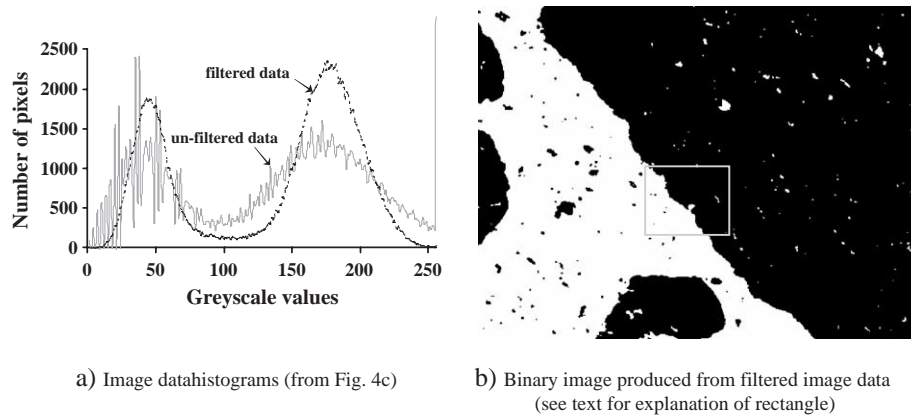 2500
2000
1500
1000
500
0
Number of pixels
filtered data
un-filtered data
0 50 100 150 200 250
Greyscale values
a) Image datahistograms (from Fig. 4c)
b) Binary image produced from filtered image data
(see text for explanation of rectangle)